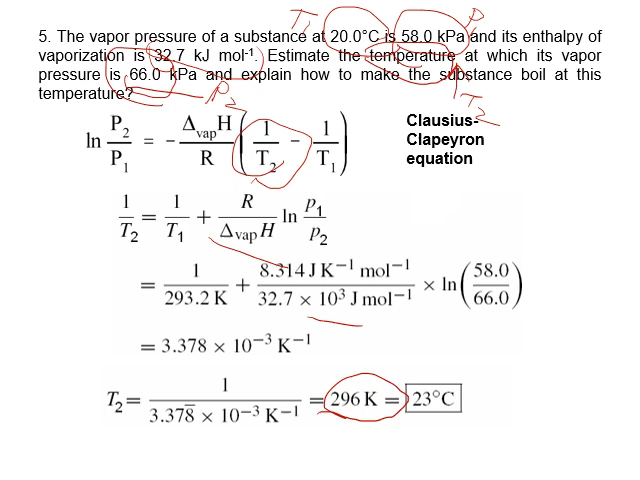 T₁ P
5. The vapor pressure of a substance at 20.0°C is 58.0 kPa and its enthalpy of
vaporization is 32.7 kJ mol⁻¹. Estimate the temperature at which its vapor
pressure is 66.0 kPa and explain how to make the substance boil at this
temperature? P₂ T₂
ln P₂/P₁ = - ΔvapH/R (1/T₂ - 1/T₁)
Clausius-
Clapeyron
equation
1/T₂ = 1/T₁ + R/ΔvapH ln p₁/p₂
= 1/293.2 K + 8.314 J K⁻¹ mol⁻¹/32.7 × 10³ J mol⁻¹ × ln(58.0/66.0)
= 3.378 × 10⁻³ K⁻¹
T₂ = 1/3.378̅ × 10⁻³ K⁻¹ = 296 K = 23°C